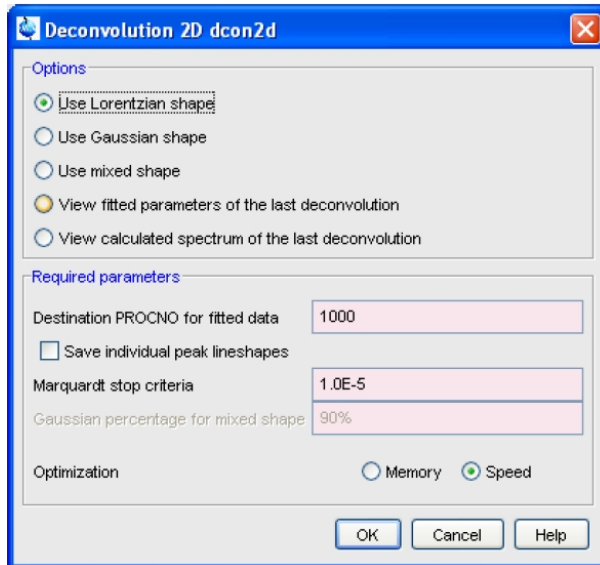 Deconvolution 2D dcon2d
Options
Use Lorentzian shape
Use Gaussian shape
Use mixed shape
View fitted parameters of the last deconvolution
View calculated spectrum of the last deconvolution
Required parameters
Destination PROCNO for fitted data 1000
Save individual peak lineshapes
Marquardt stop criteria 1.0E-5
Gaussian percentage for mixed shape 90%
Optimization Memory Speed
OK Cancel Help